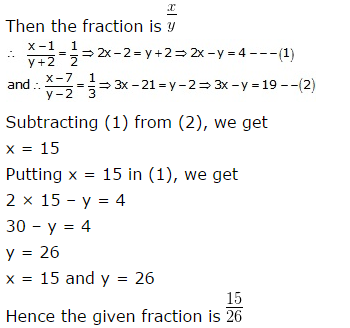 Then the fraction is x/y
∴ x−1/y+2 = 1/2 ⇒ 2x−2 = y+2 ⇒ 2x−y = 4 −−−(1)
and ∴ x−7/y−2 = 1/3 ⇒ 3x−21 = y−2 ⇒ 3x−y = 19 −−(2)
Subtracting (1) from (2), we get
x = 15
Putting x = 15 in (1), we get
2 × 15 − y = 4
30 − y = 4
y = 26
x = 15 and y = 26
Hence the given fraction is 15/26